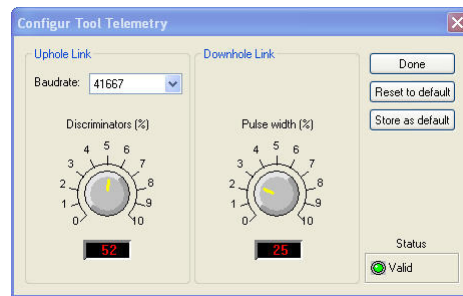 Configur Tool Telemetry
Uphole Link
Baudrate: 41667
Discriminators (%)
0 1 2 3 4 5 6 7 8 9 10
52
Downhole Link
Pulse width (%)
0 1 2 3 4 5 6 7 8 9 10
25
Done
Reset to default
Store as default
Status
Valid